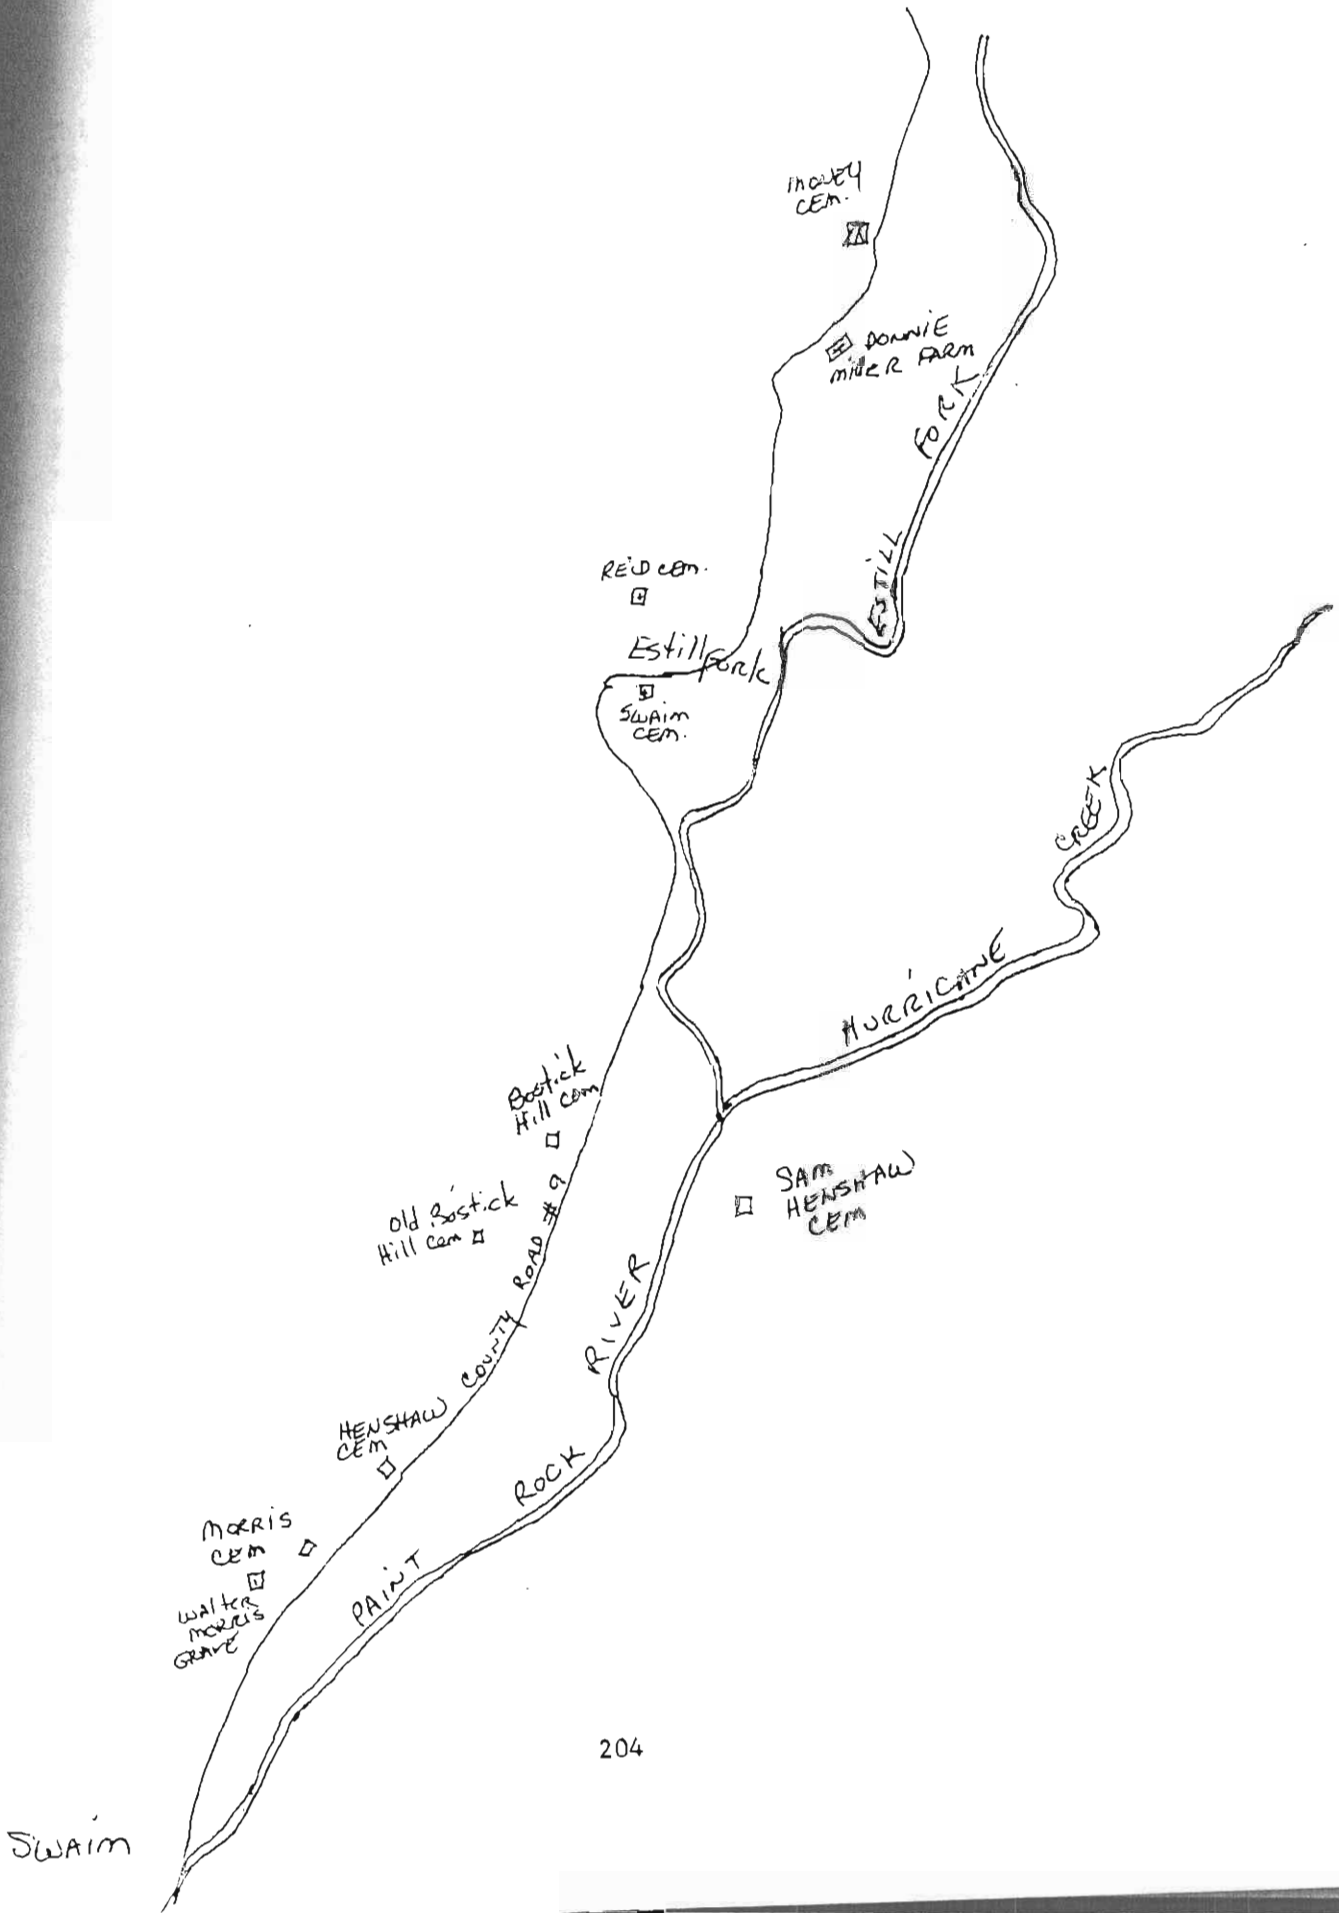 CEM.
DONNIE
MILLER FARM
ESTILL FORK
REID CEM.
Estill Fork
SWAIM
CEM.
HURRICANE CREEK
Bostick
Hill Cem
Old Bostick
Hill Cem
SAM
HENSHAW
CEM
COUNTY ROAD #9
HENSHAW
CEM
PAINT ROCK RIVER
MORRIS
CEM
WALTER
MORRIS
GRAVE
204
SWAIM